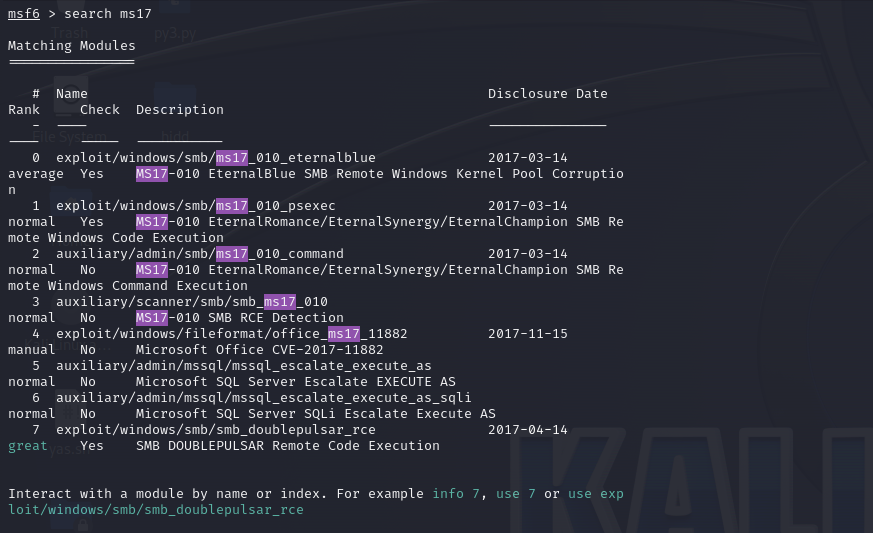 msf6 > search ms17
Matching Modules
================
# Name Disclosure Date
Rank Check Description
- ---- ---------------
---- ----- -----------
0 exploit/windows/smb/ms17_010_eternalblue 2017-03-14
average Yes MS17-010 EternalBlue SMB Remote Windows Kernel Pool Corruptio
n
1 exploit/windows/smb/ms17_010_psexec 2017-03-14
normal Yes MS17-010 EternalRomance/EternalSynergy/EternalChampion SMB Re
mote Windows Code Execution
2 auxiliary/admin/smb/ms17_010_command 2017-03-14
normal No MS17-010 EternalRomance/EternalSynergy/EternalChampion SMB Re
mote Windows Command Execution
3 auxiliary/scanner/smb/smb_ms17_010
normal No MS17-010 SMB RCE Detection
4 exploit/windows/fileformat/office_ms17_11882 2017-11-15
manual No Microsoft Office CVE-2017-11882
5 auxiliary/admin/mssql/mssql_escalate_execute_as
normal No Microsoft SQL Server Escalate EXECUTE AS
6 auxiliary/admin/mssql/mssql_escalate_execute_as_sqli
normal No Microsoft SQL Server SQLi Escalate Execute AS
7 exploit/windows/smb/smb_doublepulsar_rce 2017-04-14
great Yes SMB DOUBLEPULSAR Remote Code Execution
Interact with a module by name or index. For example info 7, use 7 or use exp
loit/windows/smb/smb_doublepulsar_rce
Trash
py3.py
File System
hidd
KALI